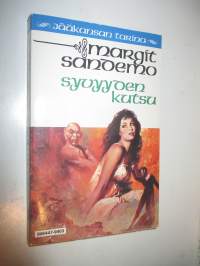 Jääkansan tarina
Margit
Sandemo
Syvyyden
kutsu